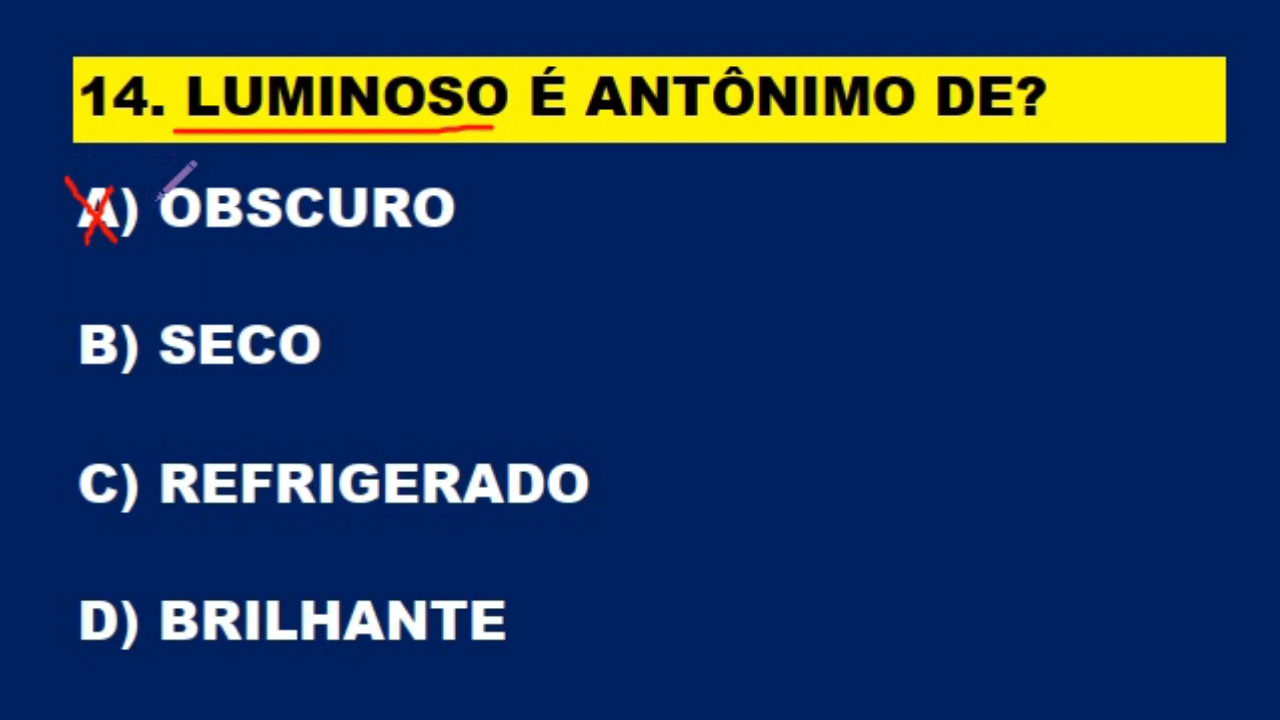 14. LUMINOSO É ANTÔNIMO DE?
A) OBSCURO
B) SECO
C) REFRIGERADO
D) BRILHANTE